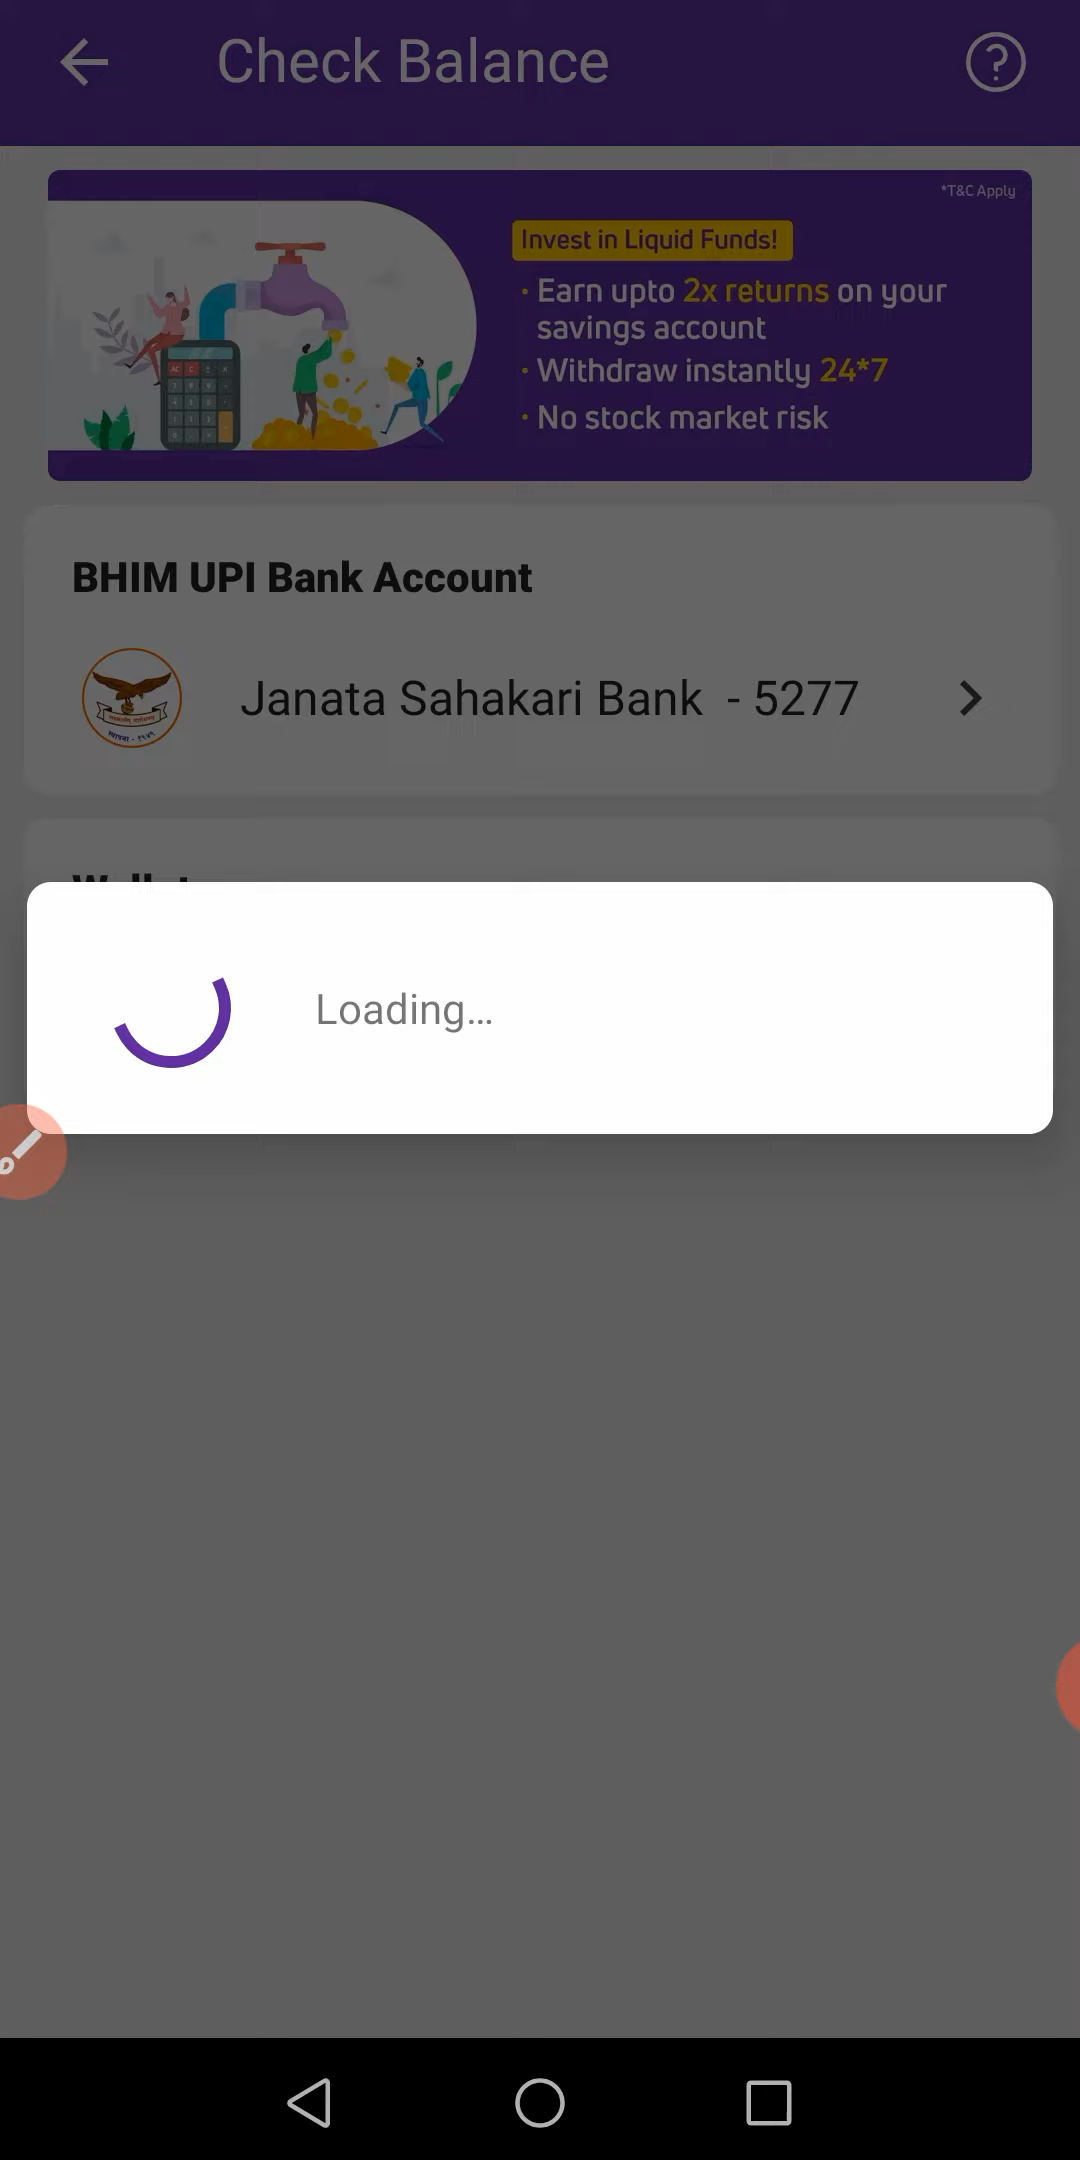 Check Balance
*T&C Apply
Invest in Liquid Funds!
· Earn upto 2x returns on your
savings account
· Withdraw instantly 24*7
· No stock market risk
BHIM UPI Bank Account
Janata Sahakari Bank - 5277
Loading...